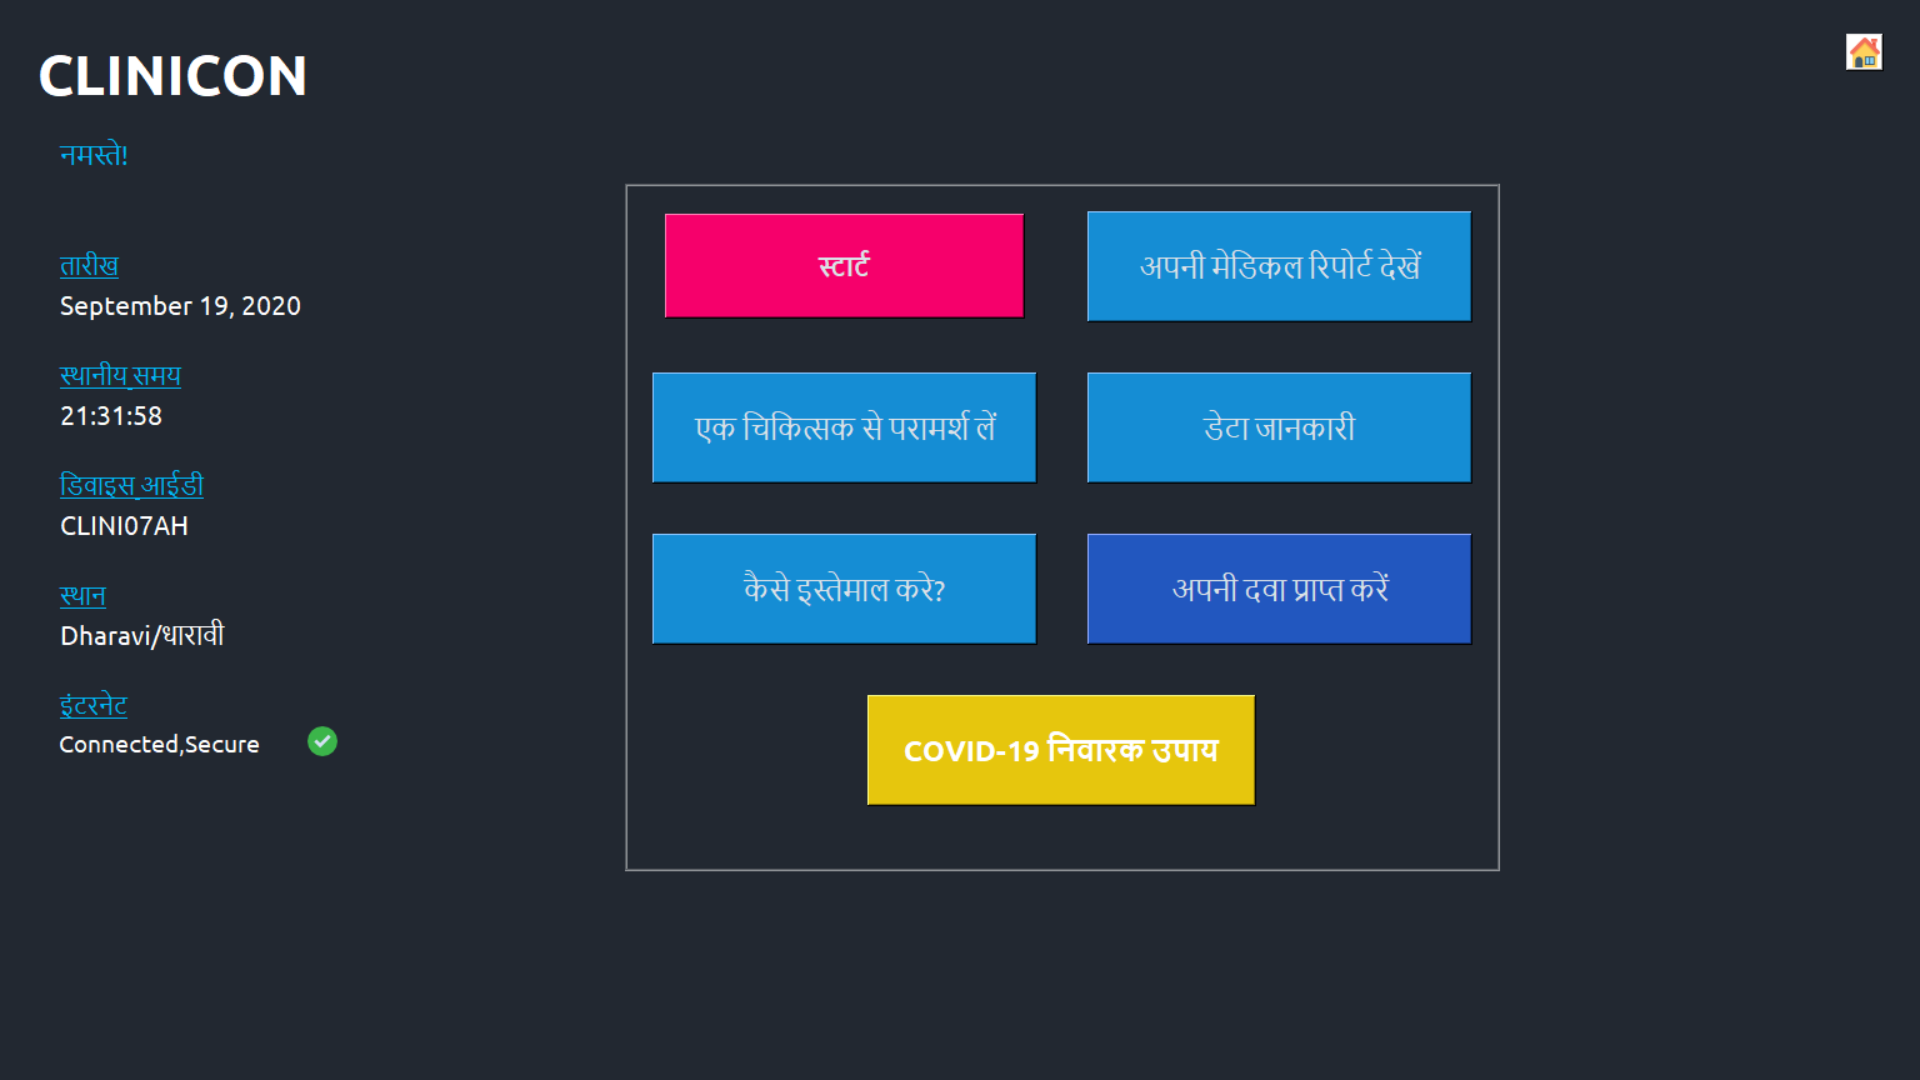 CLINICON
नमस्ते!
तारीख
September 19, 2020
स्थानीय समय
21:31:58
डिवाइस आईडी
CLINI07AH
स्थान
Dharavi/धारावी
इंटरनेट
Connected,Secure
स्टार्ट
अपनी मेडिकल रिपोर्ट देखें
एक चिकित्सक से परामर्श लें
डेटा जानकारी
कैसे इस्तेमाल करे?
अपनी दवा प्राप्त करें
COVID-19 निवारक उपाय